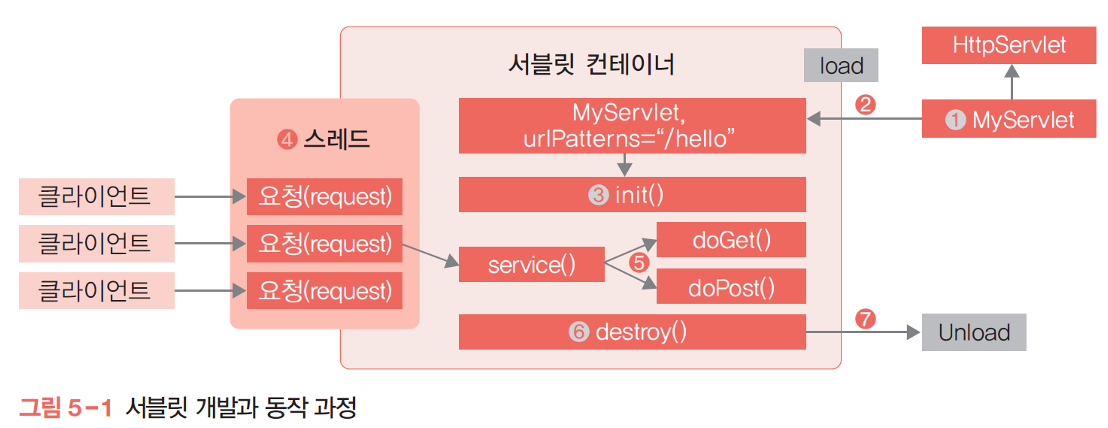 서블릿 컨테이너
load
HttpServlet
❶ MyServlet
❷
MyServlet,
urlPatterns=“/hello”
❸ init()
❹ 스레드
클라이언트
요청(request)
클라이언트
요청(request)
클라이언트
요청(request)
service()
❺
doGet()
doPost()
❻ destroy()
❼
Unload
그림 5-1 서블릿 개발과 동작 과정